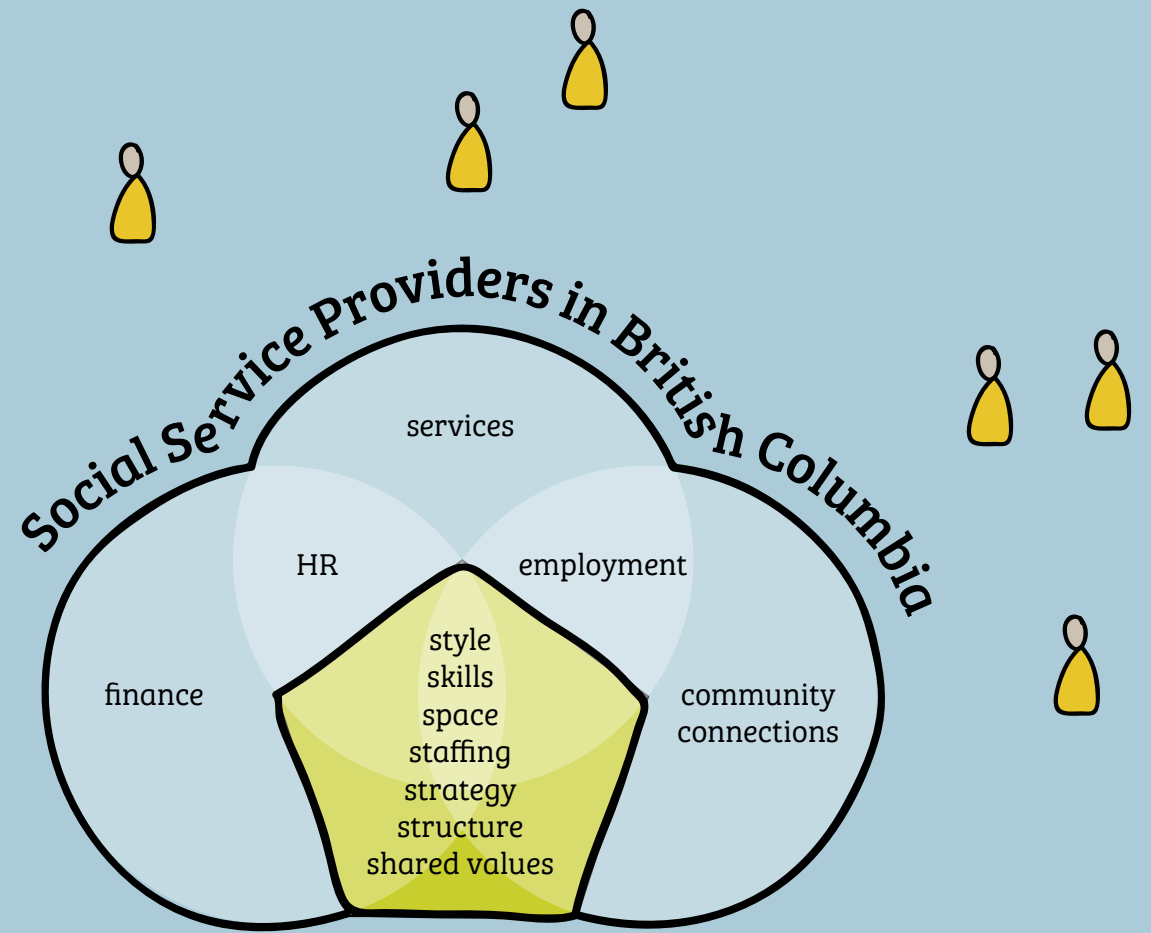 Social Service Providers in British Columbia
services
HR
employment
style
skills
space
staffing
strategy
structure
shared values
finance
community
connections